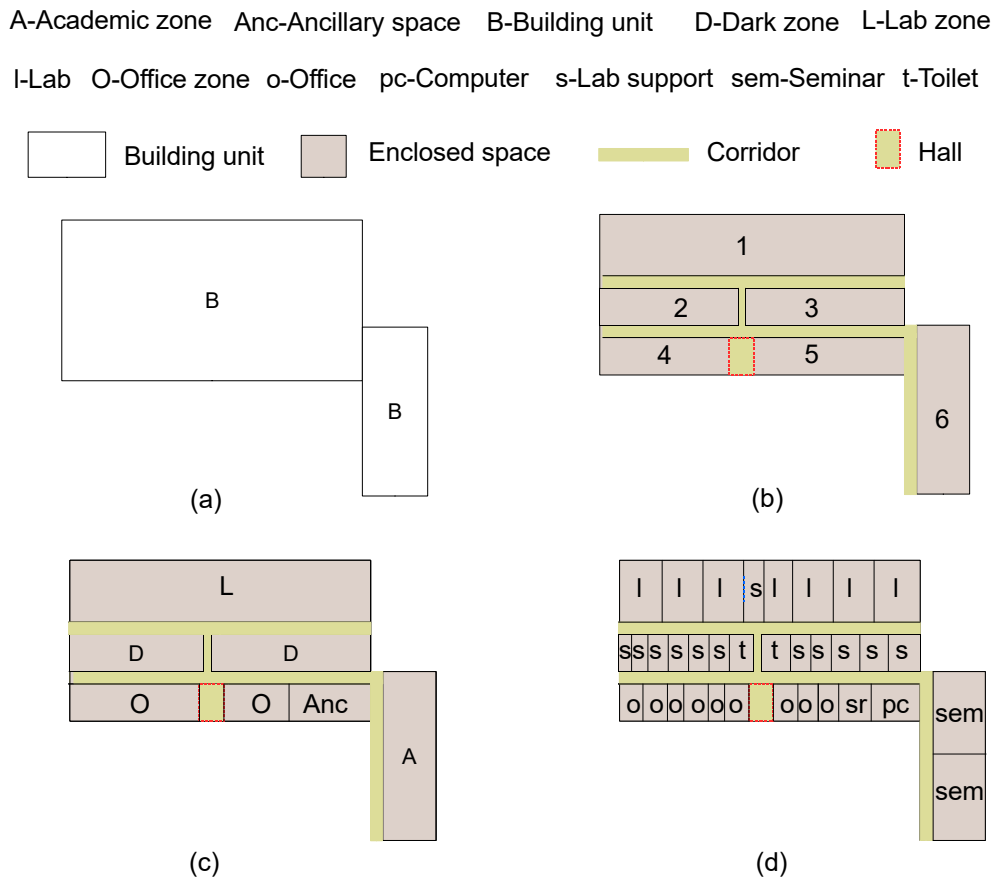 A-Academic zone Anc-Ancillary space B-Building unit D-Dark zone L-Lab zone
l-Lab O-Office zone o-Office pc-Computer s-Lab support sem-Seminar t-Toilet
Building unit Enclosed space Corridor Hall
B
B
(a)
1
2 3
4 5
6
(b)
L
D D
O O Anc
A
(c)
l l l s l l l l
s s s s s s t t s s s s s
o o o o o o o o o sr pc
sem
sem
(d)